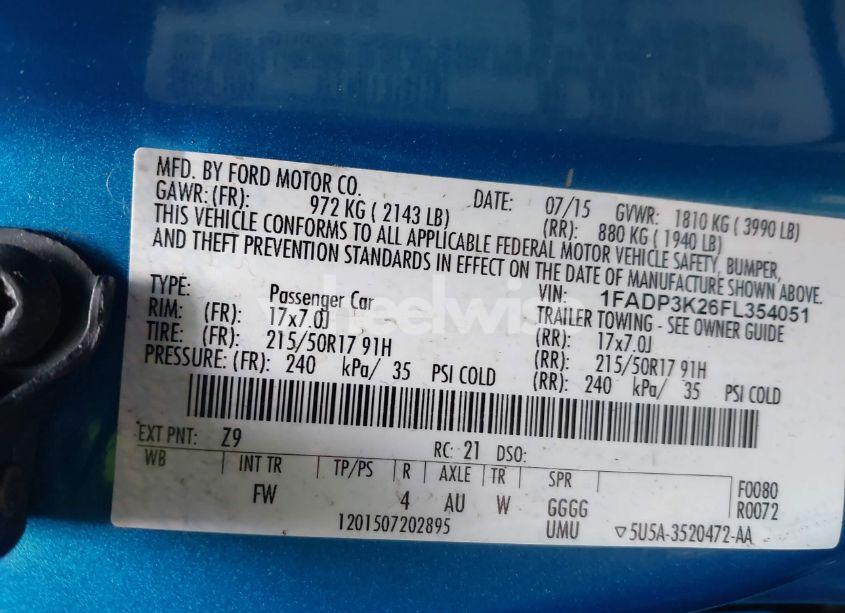 MFD. BY FORD MOTOR CO. DATE: 07/15 GVWR: 1810 KG ( 3990 LB)
GAWR: (FR): 972 KG ( 2143 LB) (RR): 880 KG ( 1940 LB)
THIS VEHICLE CONFORMS TO ALL APPLICABLE FEDERAL MOTOR VEHICLE SAFETY, BUMPER,
AND THEFT PREVENTION STANDARDS IN EFFECT ON THE DATE OF MANUFACTURE SHOWN ABOVE.
VIN: 1FADP3K26FL354051
TYPE: Passenger Car TRAILER TOWING - SEE OWNER GUIDE
RIM: (FR): 17x7.0J (RR): 17x7.0J
TIRE: (FR): 215/50R17 91H (RR): 215/50R17 91H
PRESSURE: (FR): 240 kPa/ 35 PSI COLD (RR): 240 kPa/ 35 PSI COLD
EXT PNT: Z9 RC: 21 DSO:
WB INT TR TP/PS R AXLE TR SPR F0080
FW 4 AU W GGGG R0072
1201507202895 UMU ▽5U5A-3520472-AA
wheelwise